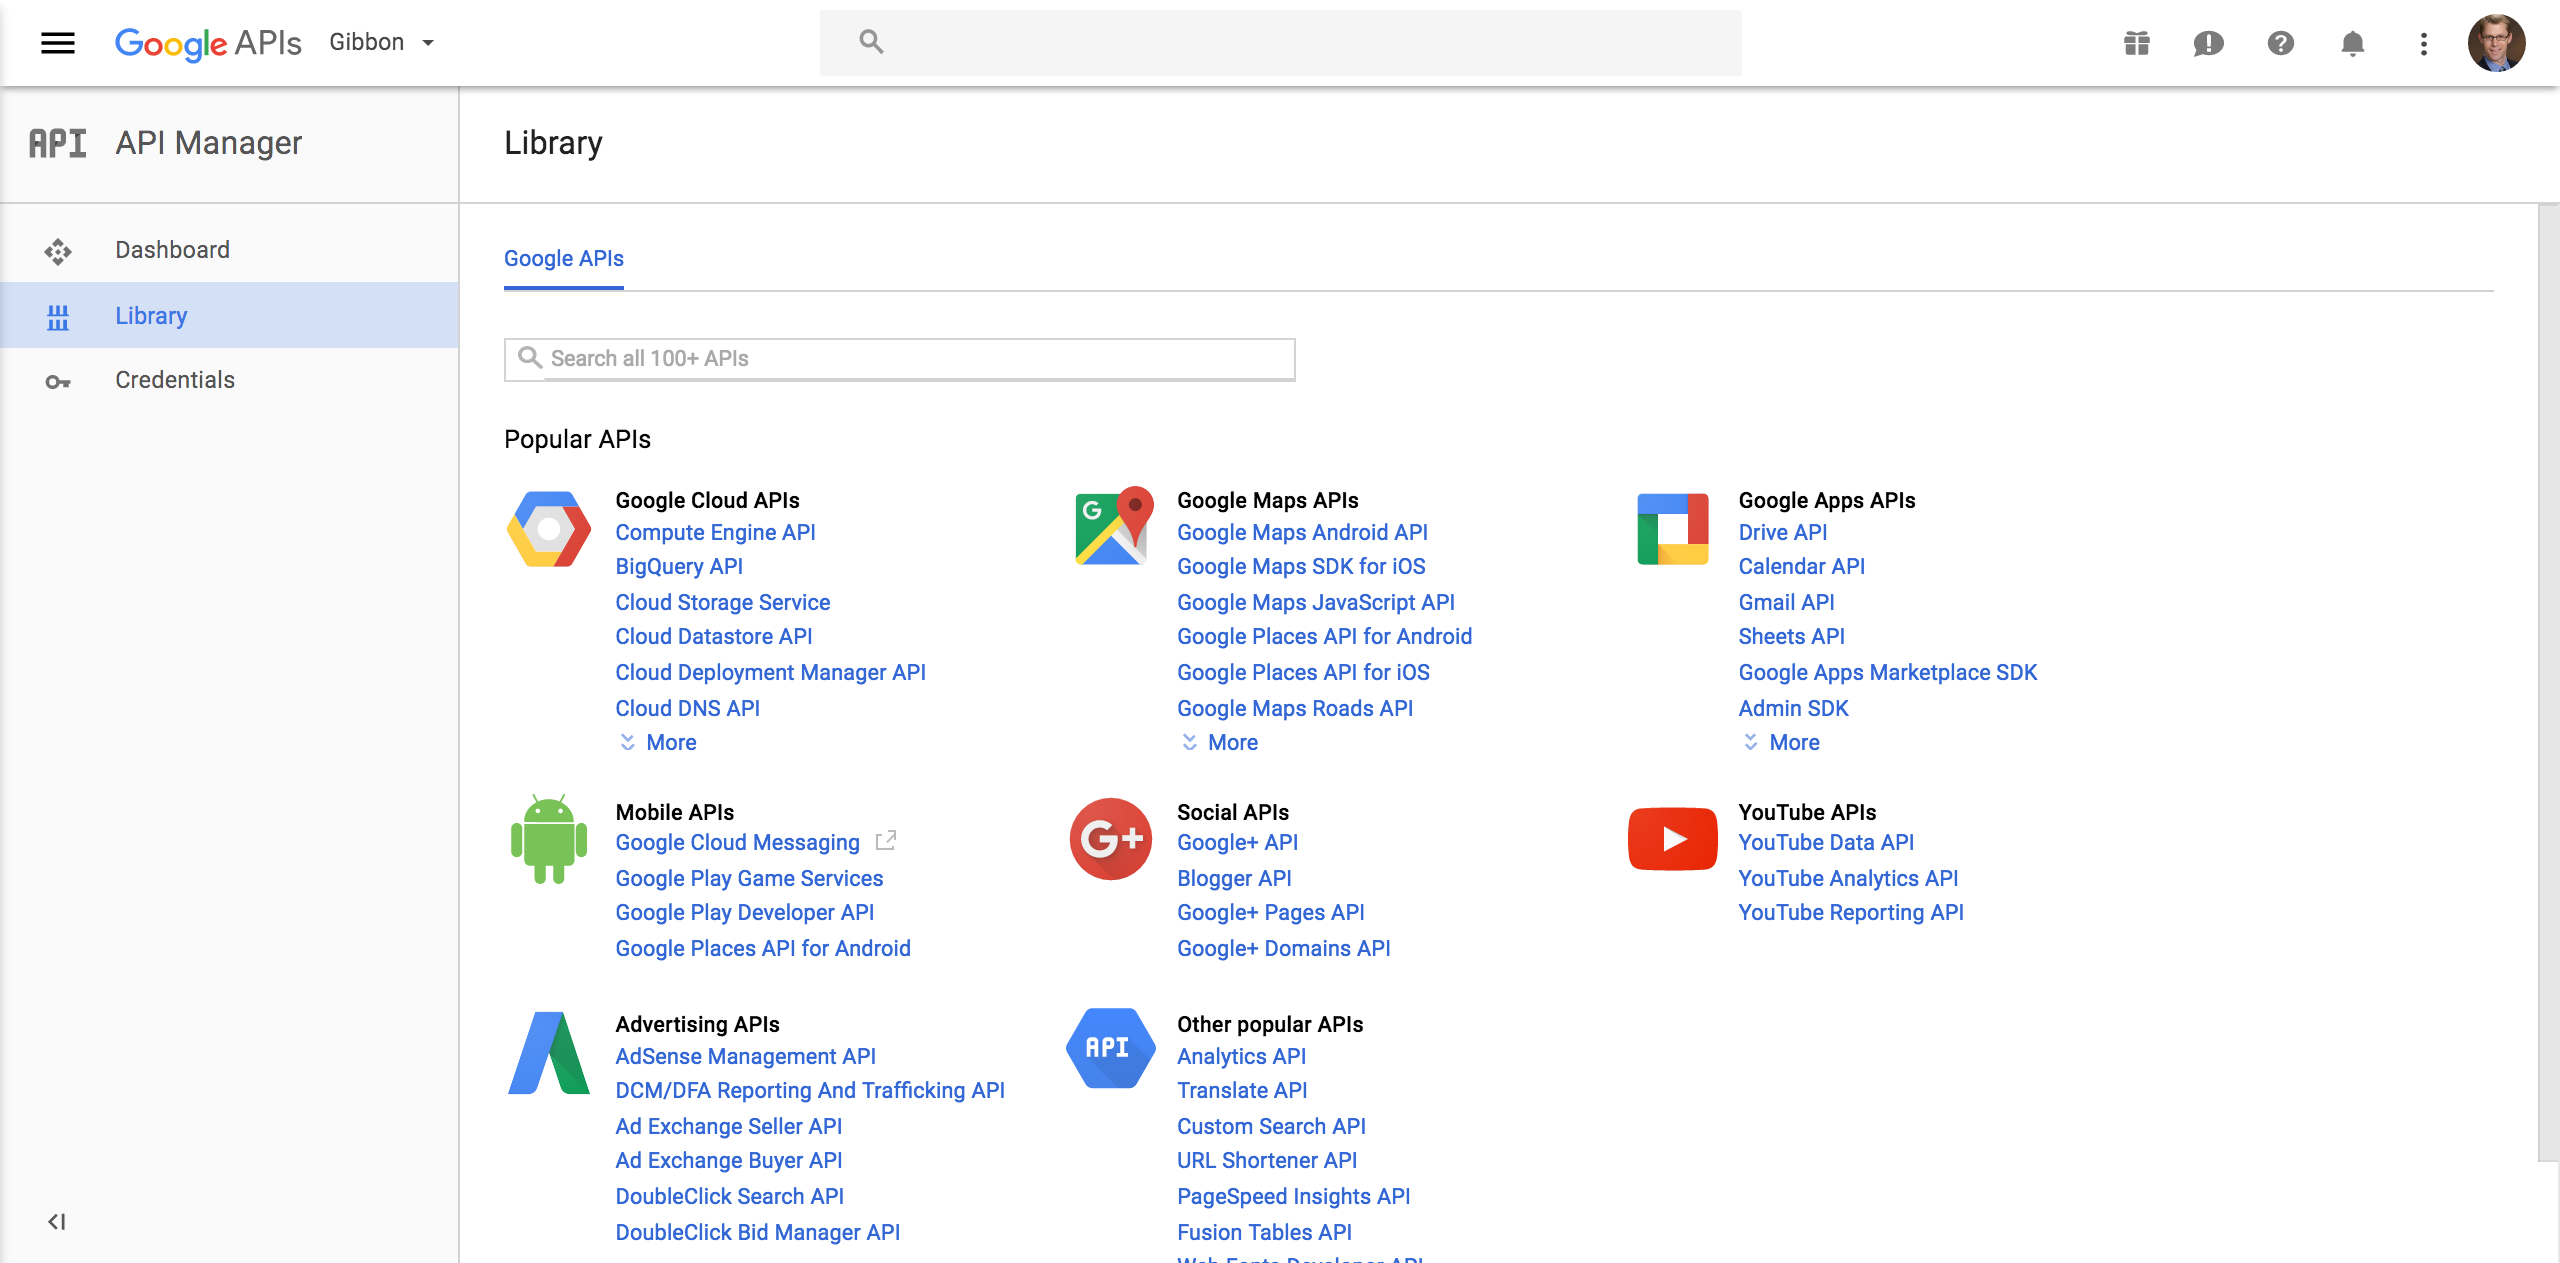 Google APIs Gibbon
API API Manager
Library
Dashboard
Library
Credentials
Google APIs
Search all 100+ APIs
Popular APIs
Google Cloud APIs
Compute Engine API
BigQuery API
Cloud Storage Service
Cloud Datastore API
Cloud Deployment Manager API
Cloud DNS API
More
G
Google Maps APIs
Google Maps Android API
Google Maps SDK for iOS
Google Maps JavaScript API
Google Places API for Android
Google Places API for iOS
Google Maps Roads API
More
Google Apps APIs
Drive API
Calendar API
Gmail API
Sheets API
Google Apps Marketplace SDK
Admin SDK
More
Mobile APIs
Google Cloud Messaging
Google Play Game Services
Google Play Developer API
Google Places API for Android
G+
Social APIs
Google+ API
Blogger API
Google+ Pages API
Google+ Domains API
YouTube APIs
YouTube Data API
YouTube Analytics API
YouTube Reporting API
Advertising APIs
AdSense Management API
DCM/DFA Reporting And Trafficking API
Ad Exchange Seller API
Ad Exchange Buyer API
DoubleClick Search API
DoubleClick Bid Manager API
API
Other popular APIs
Analytics API
Translate API
Custom Search API
URL Shortener API
PageSpeed Insights API
Fusion Tables API
Web Fonts Developer API